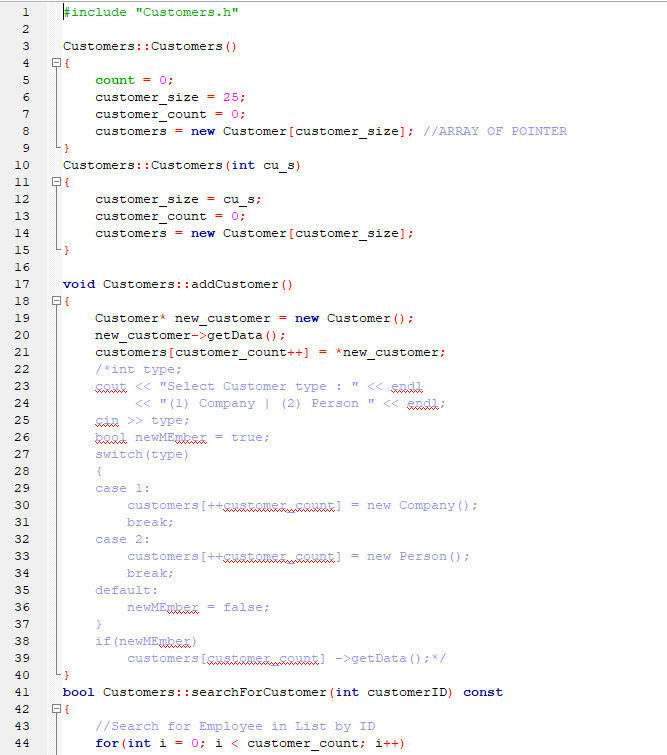 1 #include "Customers.h"
2
3 Customers::Customers()
4 {
5     count = 0;
6     customer_size = 25;
7     customer_count = 0;
8     customers = new Customer[customer_size]; //ARRAY OF POINTER
9 }
10 Customers::Customers(int cu_s)
11 {
12     customer_size = cu_s;
13     customer_count = 0;
14     customers = new Customer[customer_size];
15 }
16
17 void Customers::addCustomer()
18 {
19     Customer* new_customer = new Customer();
20     new_customer->getData();
21     customers[customer_count++] = *new_customer;
22     /*int type;
23     cout << "Select Customer type : " << endl
24          << "(1) Company | (2) Person " << endl;
25     cin >> type;
26     bool newMEmber = true;
27     switch(type)
28     {
29     case 1:
30         customers[++customer_count] = new Company();
31         break;
32     case 2:
33         customers[++customer_count] = new Person();
34         break;
35     default:
36         newMEmber = false;
37     }
38     if(newMEmber)
39         customers[customer_count] ->getData();*/
40 }
41 bool Customers::searchForCustomer(int customerID) const
42 {
43     //Search for Employee in List by ID
44     for(int i = 0; i < customer_count; i++)